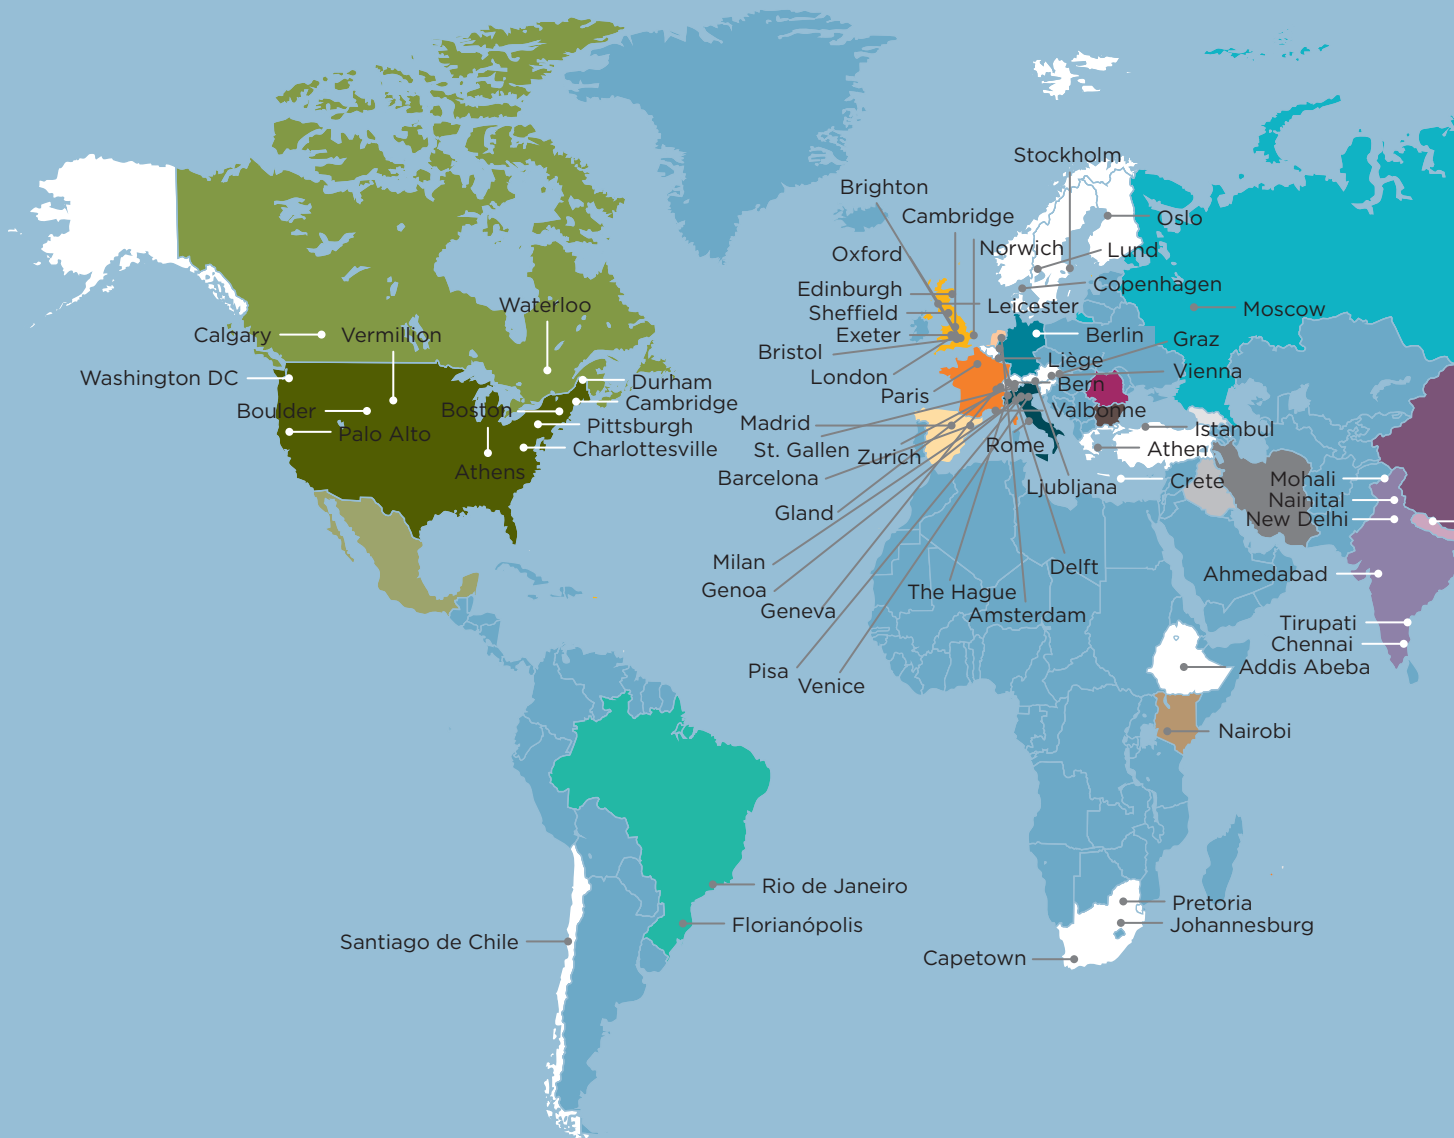 Stockholm
Brighton
Cambridge
Oslo
Oxford
Norwich
Lund
Edinburgh
Copenhagen
Waterloo
Leicester
Sheffield
Moscow
Calgary
Vermillion
Exeter
Berlin
Graz
Bristol
Liège
Washington DC
London
Vienna
Durham
Bern
Paris
Cambridge
Boulder
Boston
Valbonne
Pittsburgh
Madrid
Istanbul
Palo Alto
Charlottesville
St. Gallen
Zurich
Rome
Athen
Athens
Barcelona
Ljubljana
Crete
Mohali
Nainital
Gland
New Delhi
Milan
Delft
Ahmedabad
Genoa
The Hague
Geneva
Amsterdam
Tirupati
Chennai
Pisa
Venice
Addis Abeba
Nairobi
Rio de Janeiro
Pretoria
Florianópolis
Johannesburg
Santiago de Chile
Capetown